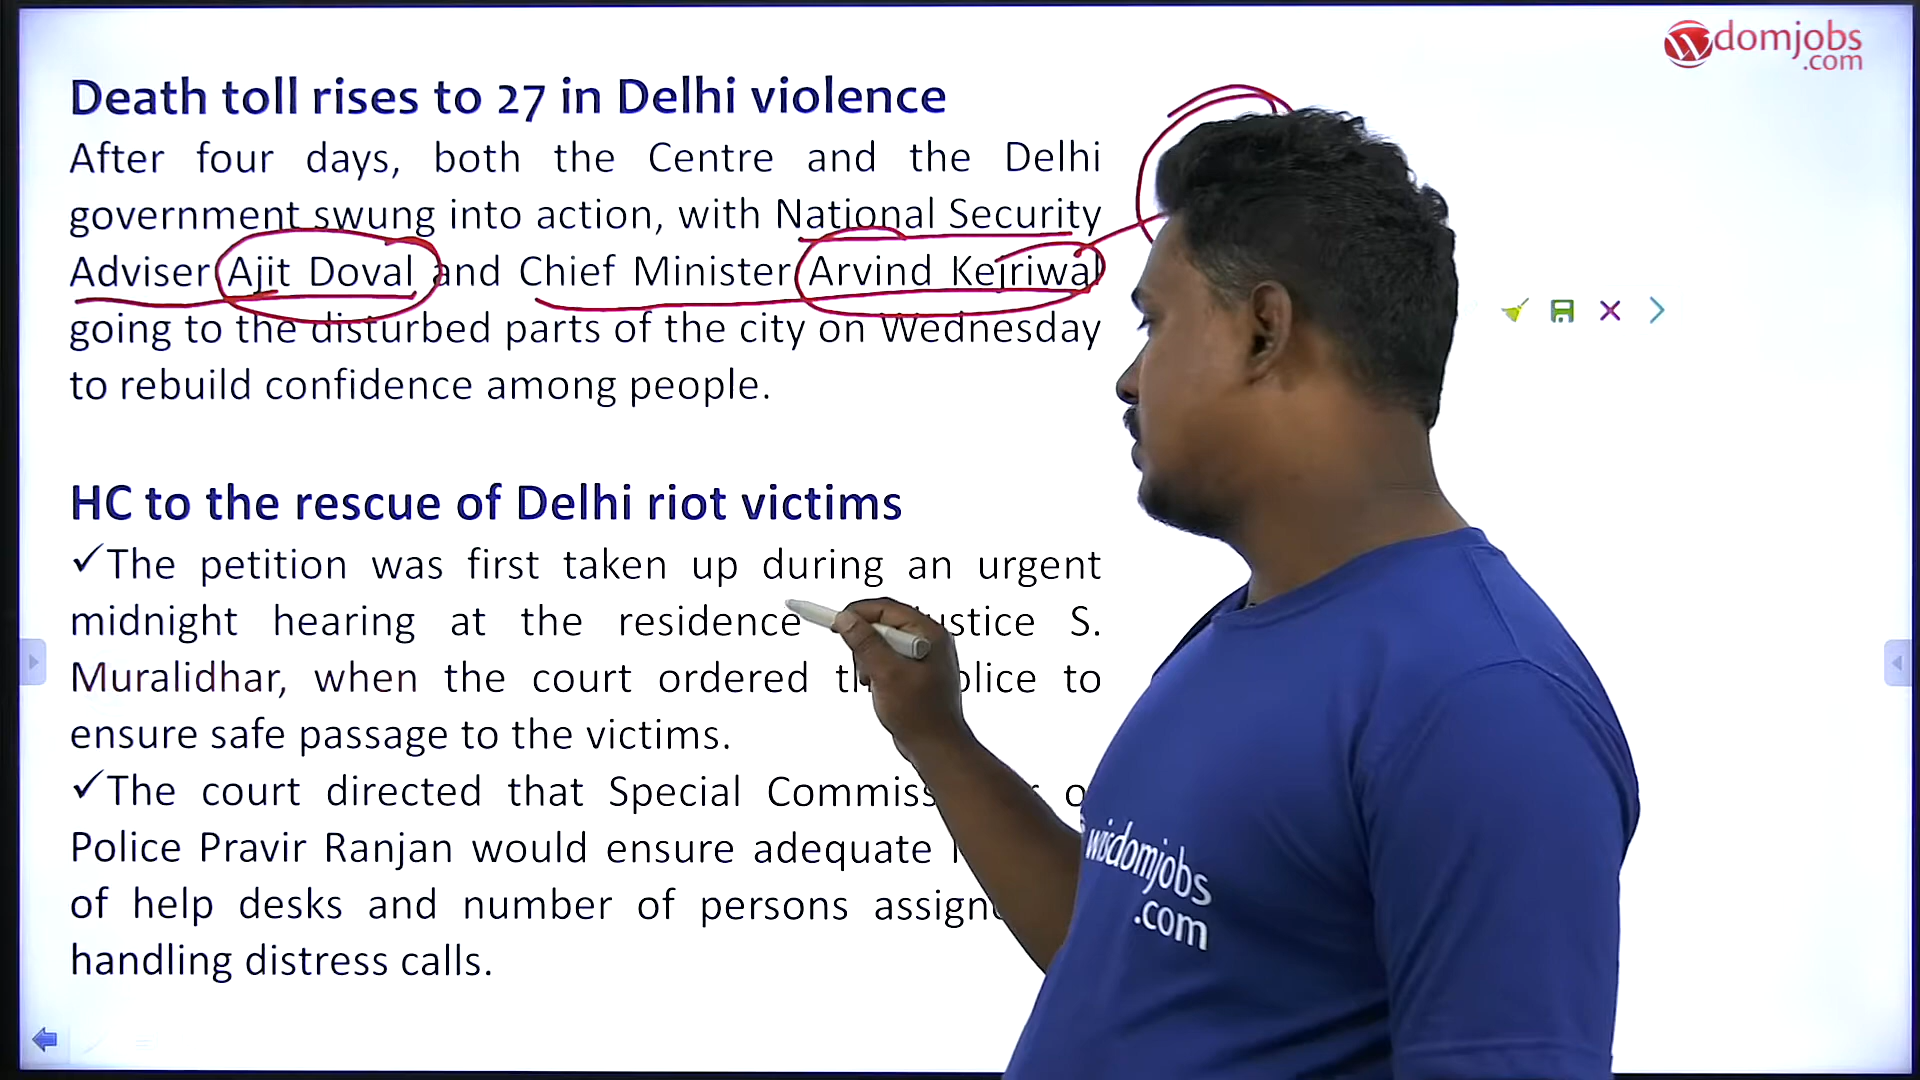 domjobs
.com
Death toll rises to 27 in Delhi violence
After four days, both the Centre and the Delhi
government swung into action, with National Security
Adviser Ajit Doval and Chief Minister Arvind Kejriwal
going to the disturbed parts of the city on Wednesday
to rebuild confidence among people.
HC to the rescue of Delhi riot victims
✓The petition was first taken up during an urgent
midnight hearing at the residence S.
Muralidhar, when the court ordered to
ensure safe passage to the victims.
✓The court directed that Special
Police Pravir Ranjan would ensure adequate
of help desks and number of persons
handling distress calls.
wisdomjobs
.com